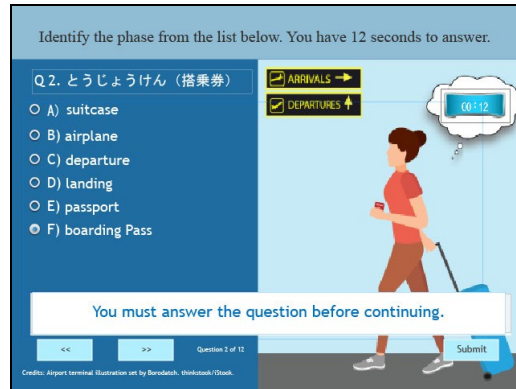 Identify the phase from the list below. You have 12 seconds to answer.
Q2. とうじょうけん（搭乗券）
A) suitcase
B) airplane
C) departure
D) landing
E) passport
F) boarding Pass
ARRIVALS
DEPARTURES
00:12
You must answer the question before continuing.
<<
>>
Question 2 of 12
Submit
Credits: Airport terminal illustration set by Borodatch. thinkstock/iStook.